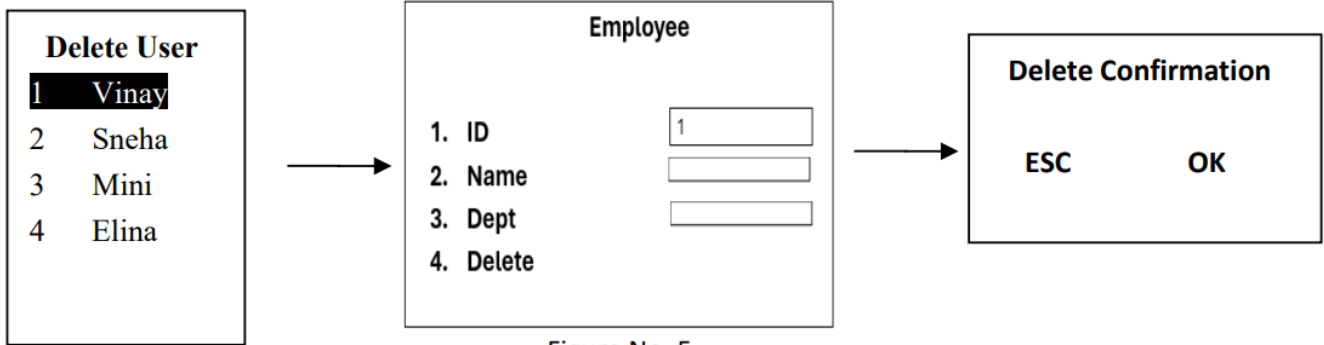 Delete User
1 Vinay
2 Sneha
3 Mini
4 Elina
Employee
1. ID 1
2. Name
3. Dept
4. Delete
Delete Confirmation
ESC OK